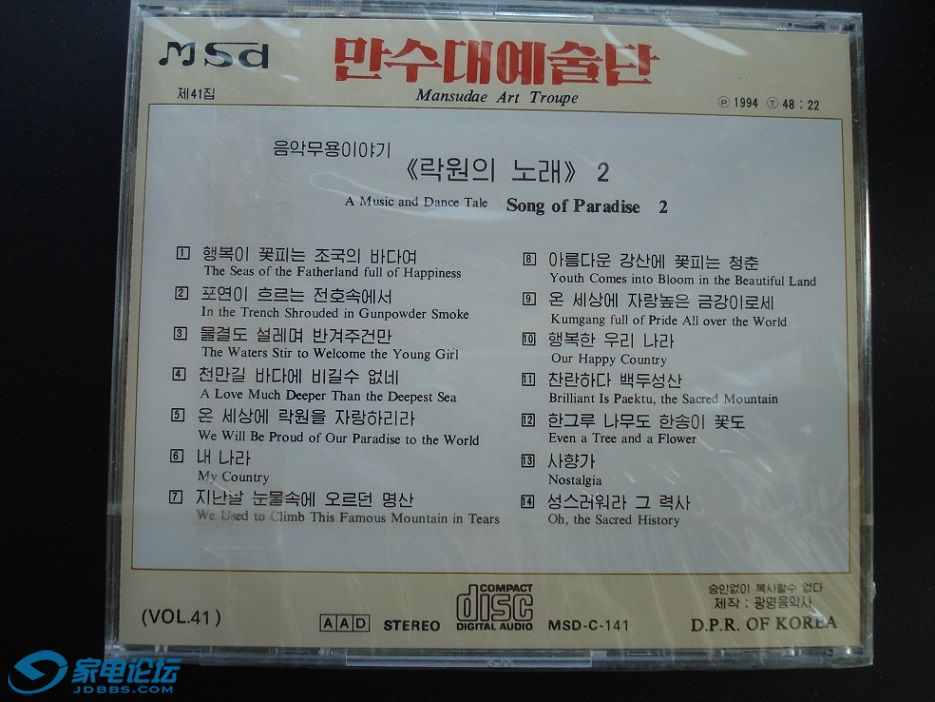 msd
만수대예술단
Mansudae Art Troupe
제41집
Ⓟ 1994 Ⓣ 48 : 22
음악무용이야기
《락원의 노래》 2
A Music and Dance Tale Song of Paradise 2
1 행복이 꽃피는 조국의 바다여
The Seas of the Fatherland full of Happiness
2 포연이 흐르는 전호속에서
In the Trench Shrouded in Gunpowder Smoke
3 물결도 설레며 반겨주건만
The Waters Stir to Welcome the Young Girl
4 천만길 바다에 비길수 없네
A Love Much Deeper Than the Deepest Sea
5 온 세상에 락원을 자랑하리라
We Will Be Proud of Our Paradise to the World
6 내 나라
My Country
7 지난날 눈물속에 오르던 명산
We Used to Climb This Famous Mountain in Tears
8 아름다운 강산에 꽃피는 청춘
Youth Comes into Bloom in the Beautiful Land
9 온 세상에 자랑높은 금강이로세
Kumgang full of Pride All over the World
10 행복한 우리 나라
Our Happy Country
11 찬란하다 백두성산
Brilliant Is Paektu, the Sacred Mountain
12 한그루 나무도 한송이 꽃도
Even a Tree and a Flower
13 사향가
Nostalgia
14 성스러워라 그 력사
Oh, the Sacred History
(VOL.41)
AAD STEREO
COMPACT
disc
DIGITAL AUDIO
MSD-C-141
승인없이 복사할수 없다
제작 : 광명음악사
D.P.R. OF KOREA
家电论坛
JDBBS.COM